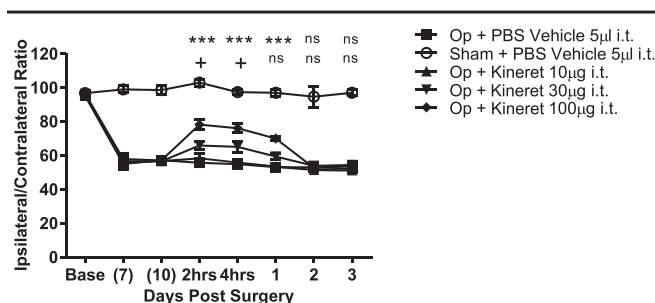 *** *** *** ns ns
+ + ns ns ns
Ipsilateral/Contralateral Ratio
120
100
80
60
40
20
0
Base (7) (10) 2hrs 4hrs 1 2 3
Days Post Surgery
Op + PBS Vehicle 5µl i.t.
Sham + PBS Vehicle 5µl i.t.
Op + Kineret 10µg i.t.
Op + Kineret 30µg i.t.
Op + Kineret 100µg i.t.